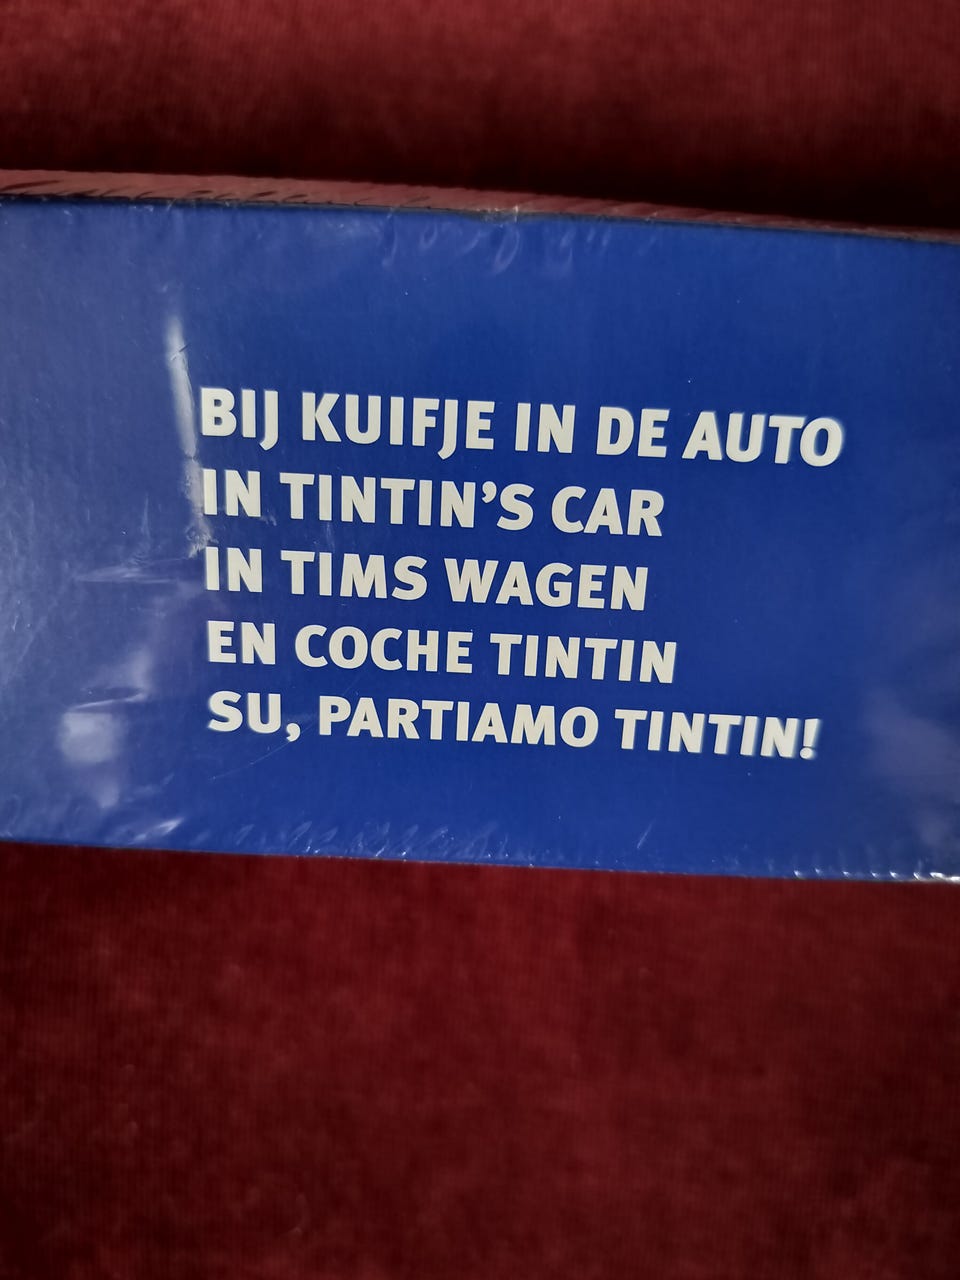 BIJ KUIFJE IN DE AUTO
IN TINTIN'S CAR
IN TIMS WAGEN
EN COCHE TINTIN
SU, PARTIAMO TINTIN!